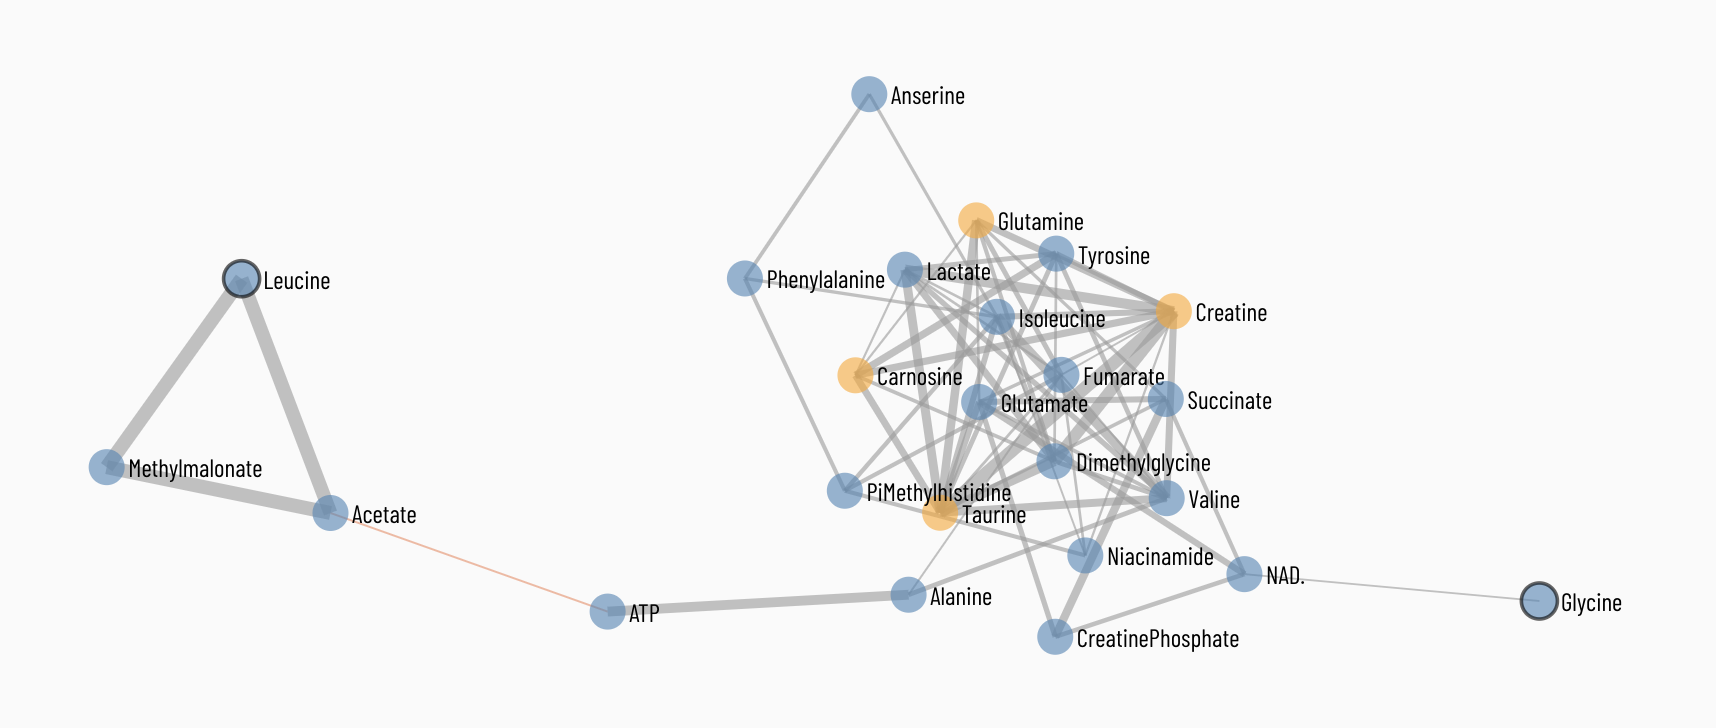 Anserine
Glutamine
Tyrosine
Lactate
Phenylalanine
Leucine
Creatine
Isoleucine
Carnosine
Fumarate
Succinate
Glutamate
Dimethylglycine
Methylmalonate
PiMethylhistidine
Valine
Taurine
Acetate
Niacinamide
NAD.
Alanine
Glycine
ATP
CreatinePhosphate